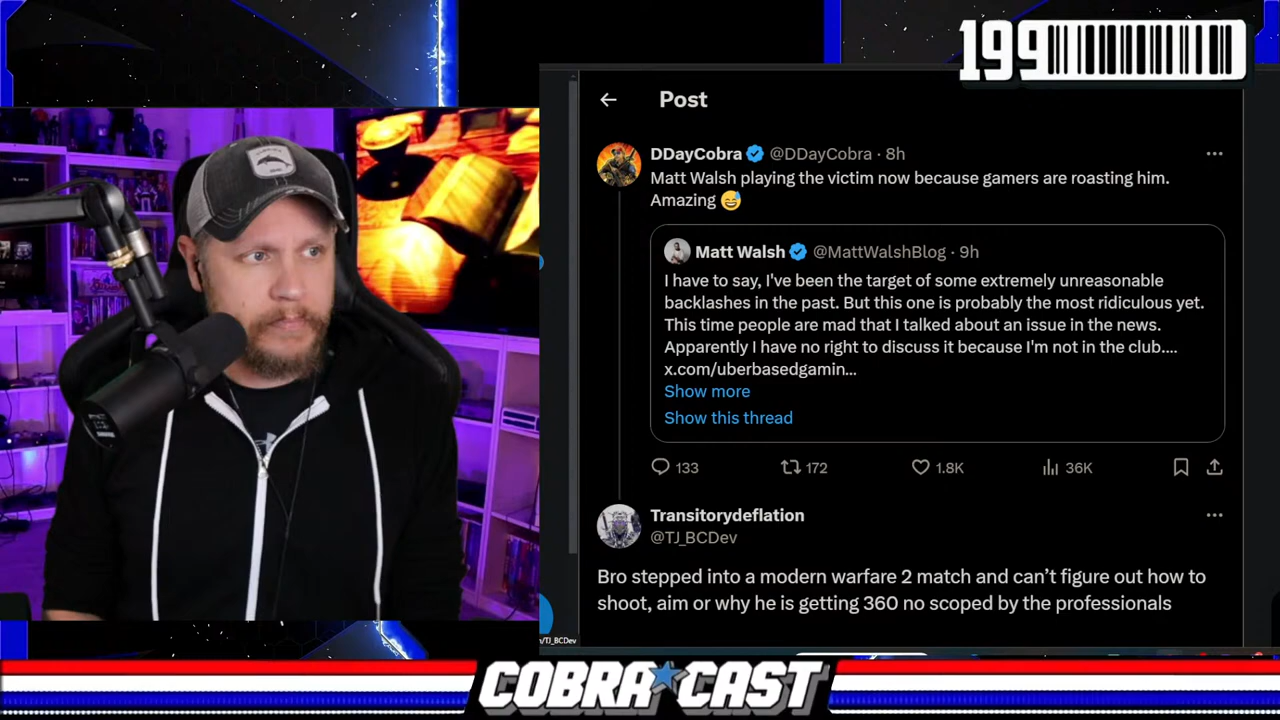 199
Post
DDayCobra @DDayCobra · 8h
Matt Walsh playing the victim now because gamers are roasting him.
Amazing 😅
Matt Walsh @MattWalshBlog · 9h
I have to say, I've been the target of some extremely unreasonable
backlashes in the past. But this one is probably the most ridiculous yet.
This time people are mad that I talked about an issue in the news.
Apparently I have no right to discuss it because I'm not in the club....
x.com/uberbasedgamin...
Show more
Show this thread
133 172 1.8K 36K
Transitorydeflation
@TJ_BCDev
Bro stepped into a modern warfare 2 match and can’t figure out how to
shoot, aim or why he is getting 360 no scoped by the professionals
/TJ_BCDev
COBRA CAST